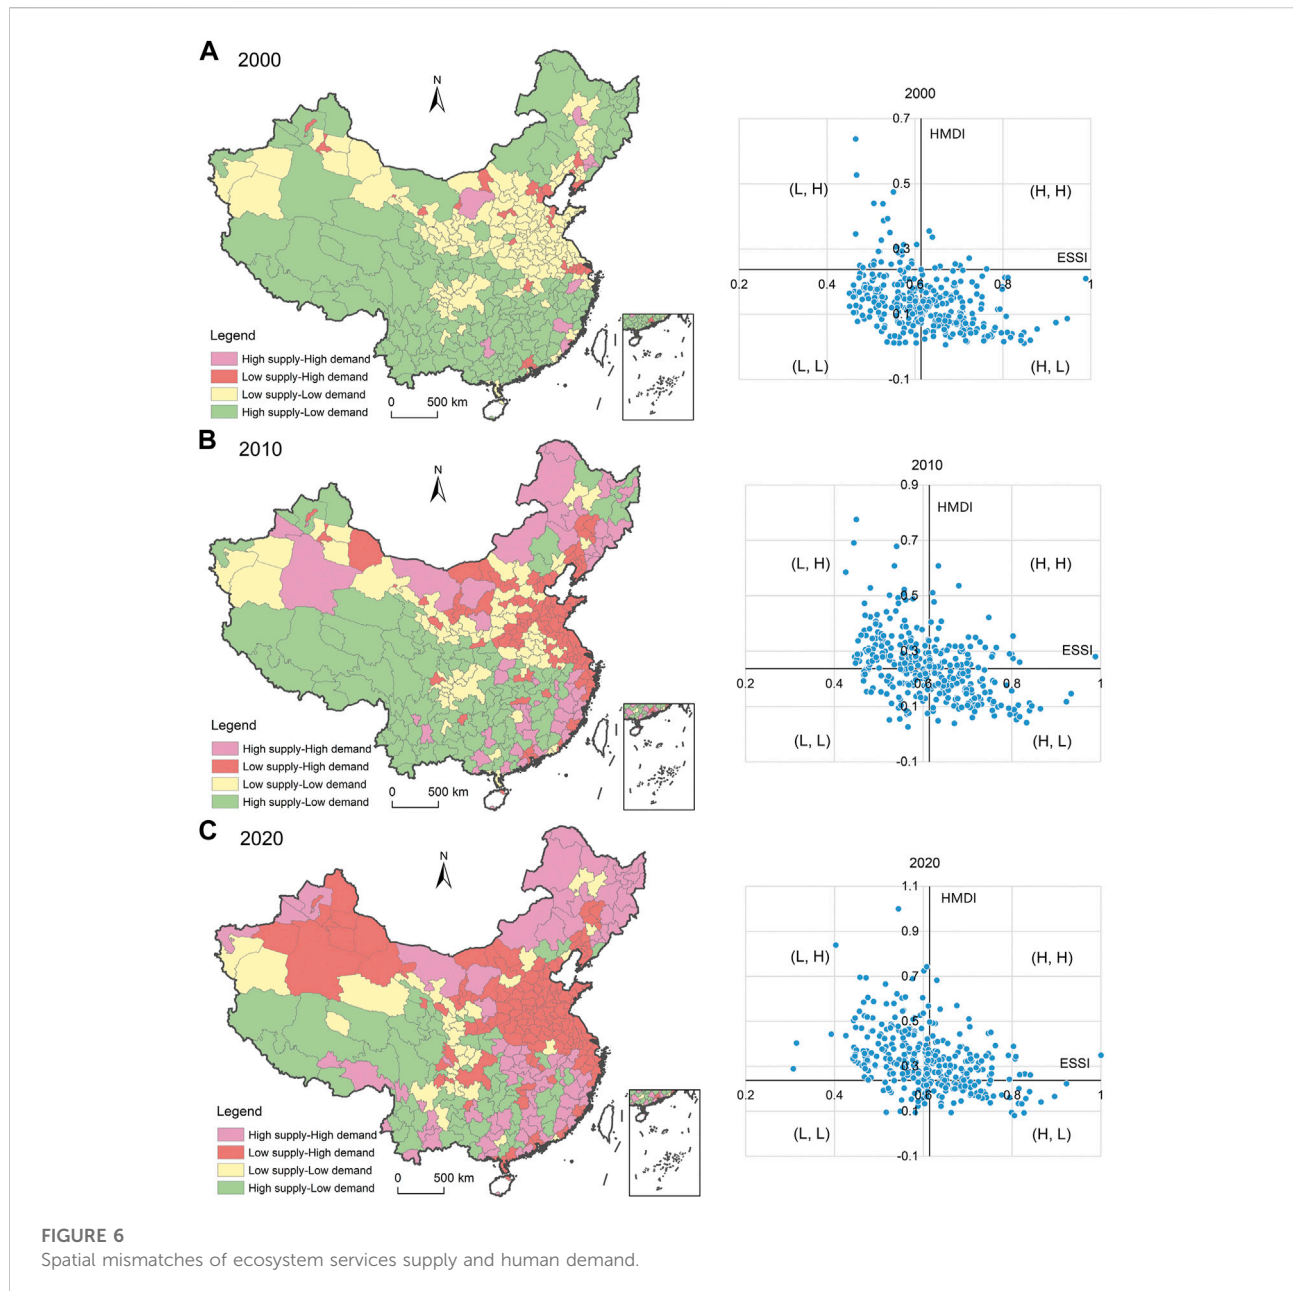 A
2000
N
Legend
High supply-High demand
Low supply-High demand
Low supply-Low demand
High supply-Low demand
0
500 km
2000
0.7
HMDI
(L, H)
0.5
(H, H)
0.3
ESSI
0.2
0.4
0.6
0.8
1
0.1
(L, L)
(H, L)
-0.1
B
2010
N
Legend
High supply-High demand
Low supply-High demand
Low supply-Low demand
High supply-Low demand
0
500 km
2010
0.9
HMDI
0.7
(L, H)
(H, H)
0.5
0.3
ESSI
0.2
0.4
0.6
0.8
1
0.1
(L, L)
(H, L)
-0.1
C
2020
N
Legend
High supply-High demand
Low supply-High demand
Low supply-Low demand
High supply-Low demand
0
500 km
2020
1.1
HMDI
0.9
(L, H)
(H, H)
0.7
0.5
0.3
ESSI
0.2
0.4
0.6
0.8
1
0.1
(L, L)
(H, L)
-0.1
FIGURE 6
Spatial mismatches of ecosystem services supply and human demand.